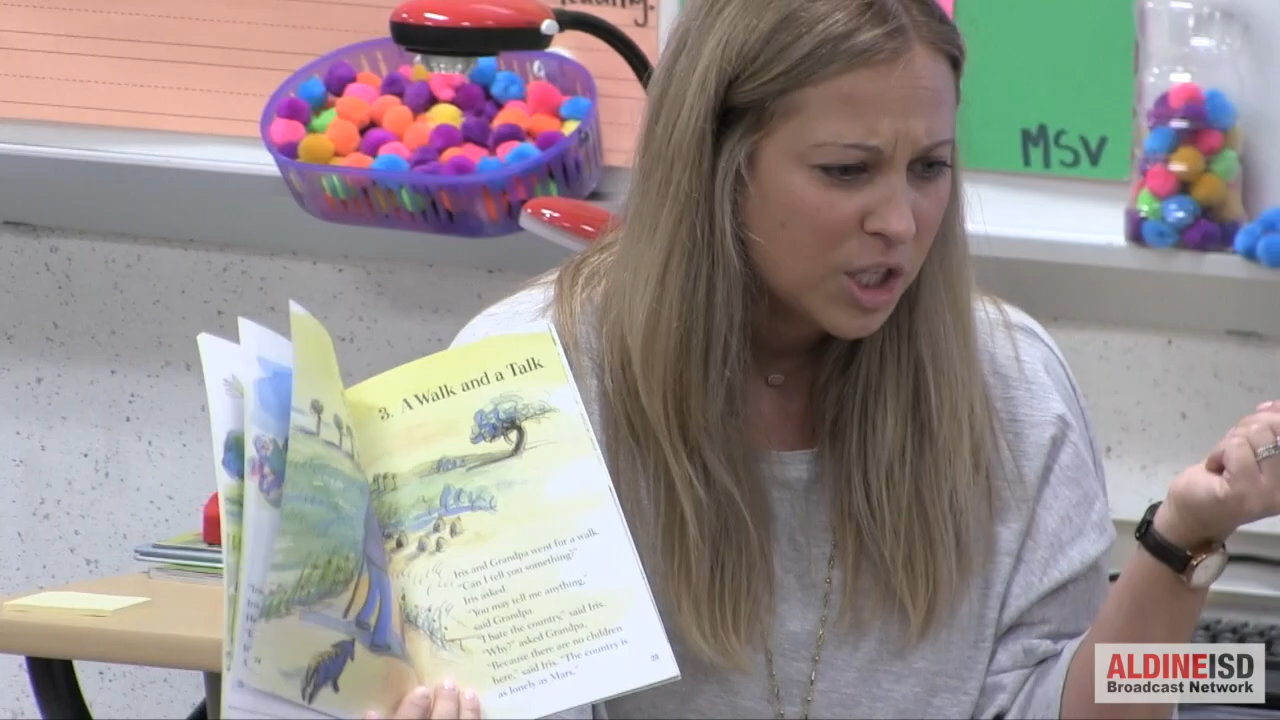 Reading.
MSV
3. A Walk and a Talk
Iris and Grandpa went for a walk.
"Can I tell you something?"
Iris asked.
"You may tell me anything,"
said Grandpa.
"I hate the country," said Iris.
"Why?" asked Grandpa.
"Because there are no children
here," said Iris. "The country is
as lonely as Mars."
ALDINEISD
Broadcast Network